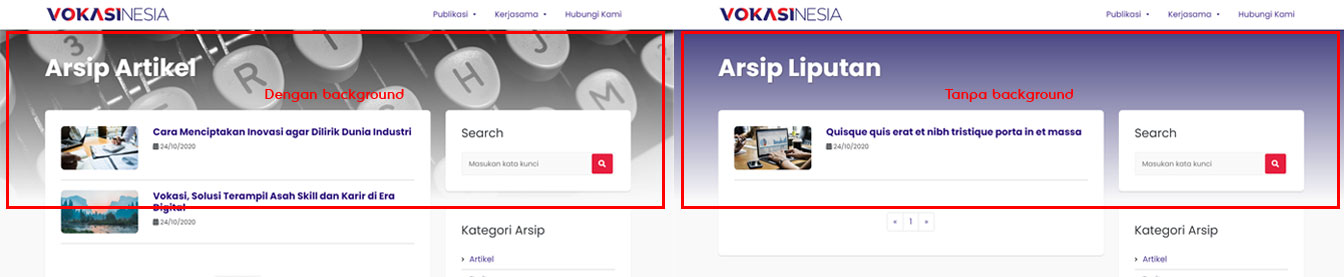 VOKASINESIA
Publikasi
Kerjasama
Hubungi Kami
3 R T H J M
Arsip Artikel
Dengan background
Cara Menciptakan Inovasi agar Dilirik Dunia Industri
24/10/2020
Vokasi, Solusi Terampil Asah Skill dan Karir di Era
Digital
24/10/2020
Search
Masukan kata kunci
Kategori Arsip
Artikel
VOKASINESIA
Publikasi
Kerjasama
Hubungi Kami
Arsip Liputan
Tanpa background
Quisque quis erat et nibh tristique porta in et massa
24/10/2020
« 1 »
Search
Masukan kata kunci
Kategori Arsip
Artikel